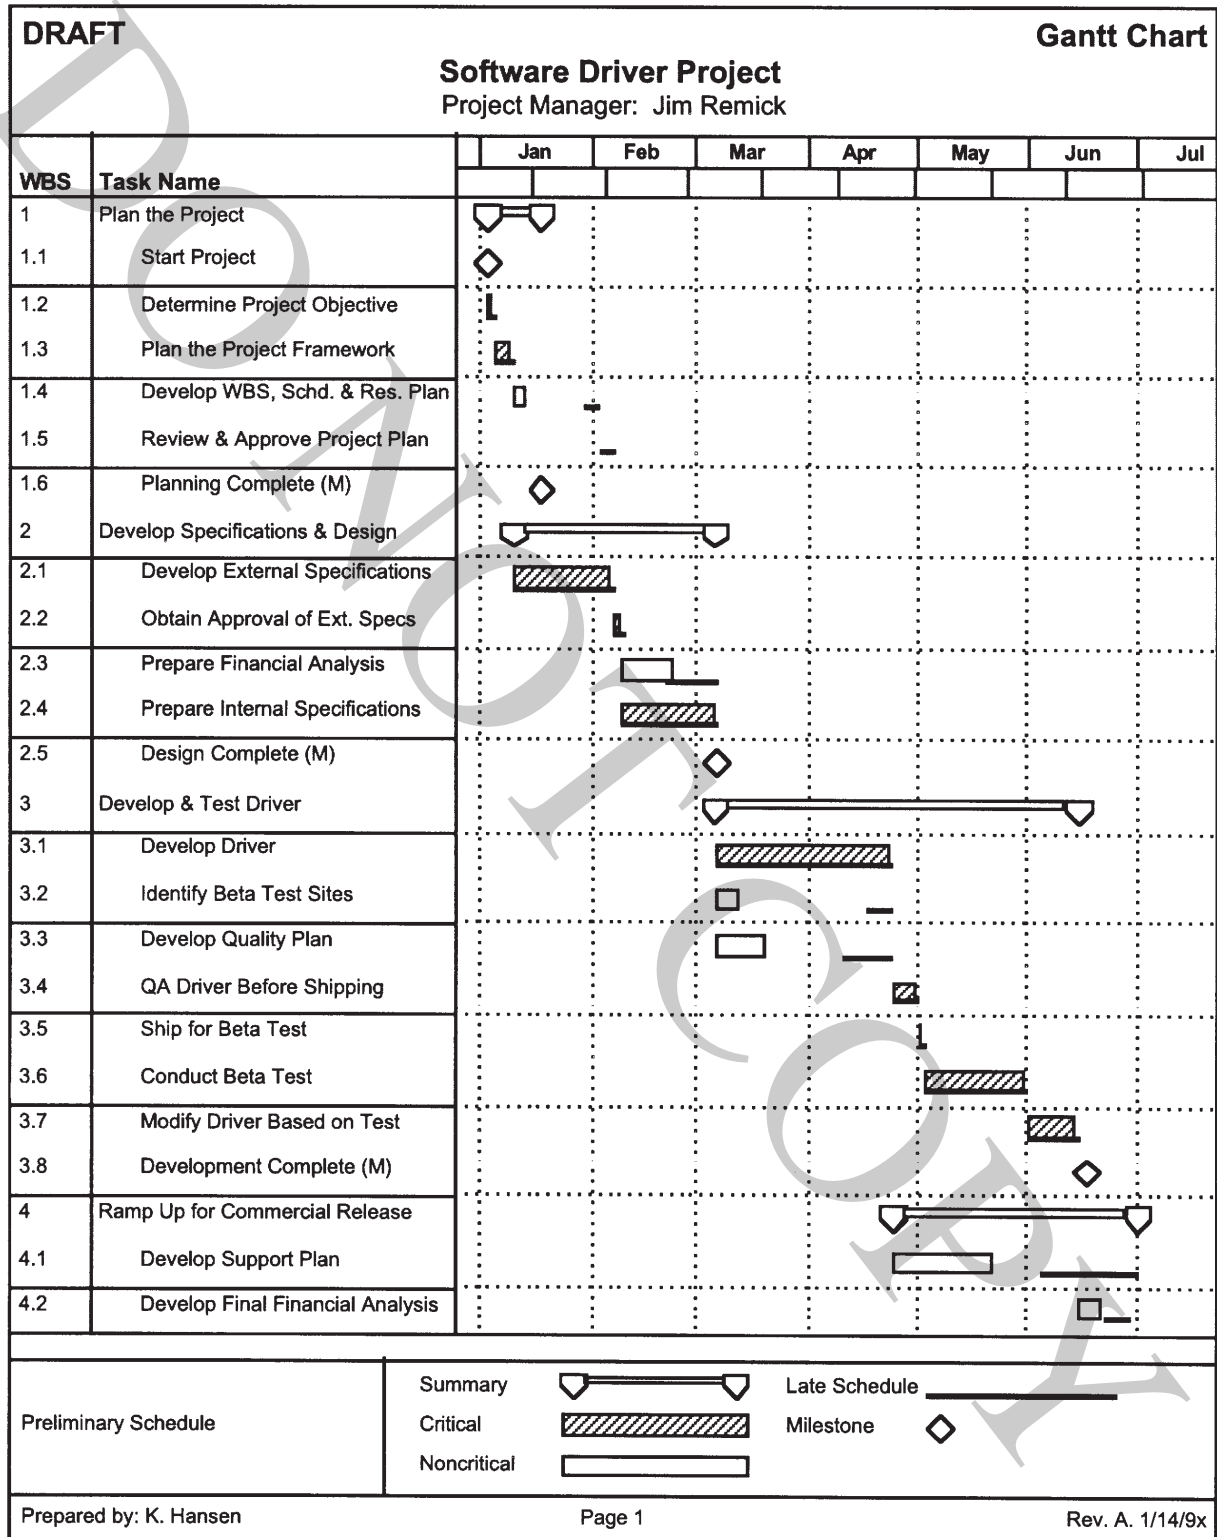 DRAFT
Gantt Chart
Software Driver Project
Project Manager: Jim Remick
Jan Feb Mar Apr May Jun Jul
WBS Task Name
1 Plan the Project
1.1 Start Project
1.2 Determine Project Objective
1.3 Plan the Project Framework
1.4 Develop WBS, Schd. & Res. Plan
1.5 Review & Approve Project Plan
1.6 Planning Complete (M)
2 Develop Specifications & Design
2.1 Develop External Specifications
2.2 Obtain Approval of Ext. Specs
2.3 Prepare Financial Analysis
2.4 Prepare Internal Specifications
2.5 Design Complete (M)
3 Develop & Test Driver
3.1 Develop Driver
3.2 Identify Beta Test Sites
3.3 Develop Quality Plan
3.4 QA Driver Before Shipping
3.5 Ship for Beta Test
3.6 Conduct Beta Test
3.7 Modify Driver Based on Test
3.8 Development Complete (M)
4 Ramp Up for Commercial Release
4.1 Develop Support Plan
4.2 Develop Final Financial Analysis
Preliminary Schedule
Summary
Late Schedule
Critical
Milestone
Noncritical
Prepared by: K. Hansen
Page 1
Rev. A. 1/14/9x
DO NOT COPY